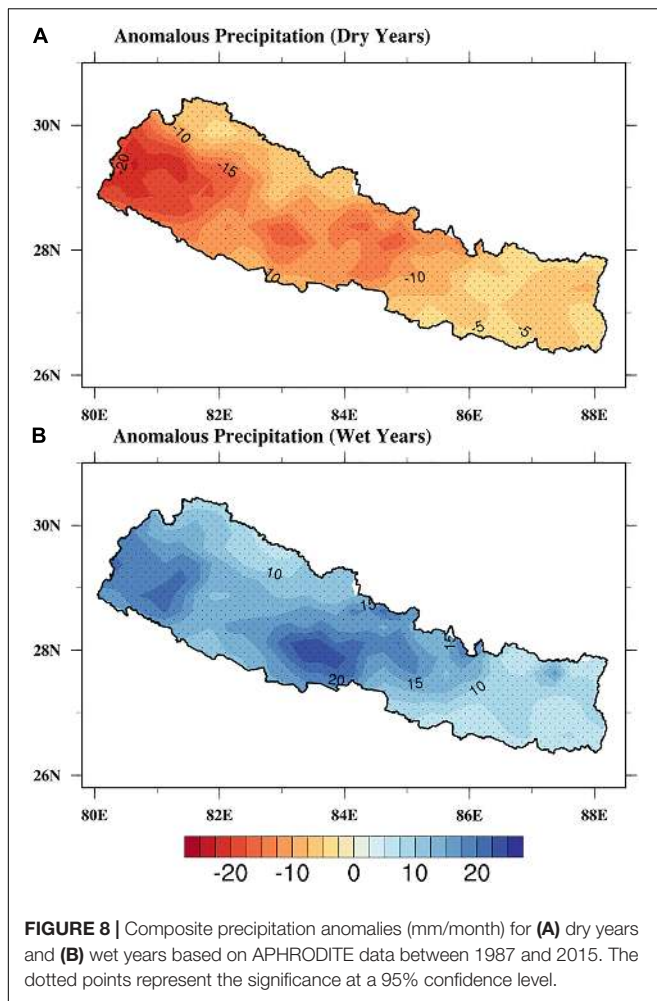 A
Anomalous Precipitation (Dry Years)
30N
28N
26N
-20
-10
-15
10
-10
-5
-5
80E 82E 84E 86E 88E
B
Anomalous Precipitation (Wet Years)
30N
28N
26N
10
15
15
20
15
10
80E 82E 84E 86E 88E
-20 -10 0 10 20
FIGURE 8 | Composite precipitation anomalies (mm/month) for (A) dry years
and (B) wet years based on APHRODITE data between 1987 and 2015. The
dotted points represent the significance at a 95% confidence level.